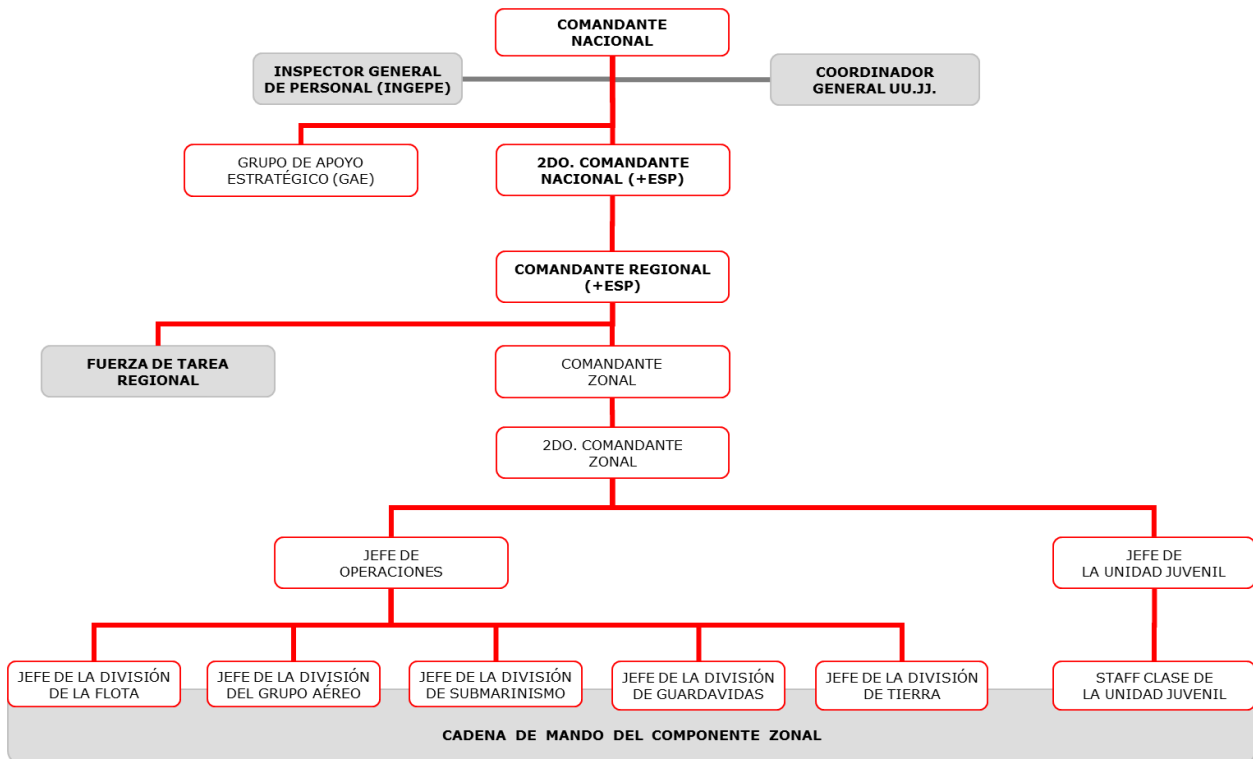 COMANDANTE
NACIONAL
INSPECTOR GENERAL
DE PERSONAL (INGEPE)
COORDINADOR
GENERAL UU.JJ.
GRUPO DE APOYO
ESTRATÉGICO (GAE)
2DO. COMANDANTE
NACIONAL (+ESP)
COMANDANTE REGIONAL
(+ESP)
FUERZA DE TAREA
REGIONAL
COMANDANTE
ZONAL
2DO. COMANDANTE
ZONAL
JEFE DE
OPERACIONES
JEFE DE
LA UNIDAD JUVENIL
JEFE DE LA DIVISIÓN
DE LA FLOTA
JEFE DE LA DIVISIÓN
DEL GRUPO AÉREO
JEFE DE LA DIVISIÓN
DE SUBMARINISMO
JEFE DE LA DIVISIÓN
DE GUARDAVIDAS
JEFE DE LA DIVISIÓN
DE TIERRA
STAFF CLASE DE
LA UNIDAD JUVENIL
CADENA DE MANDO DEL COMPONENTE ZONAL